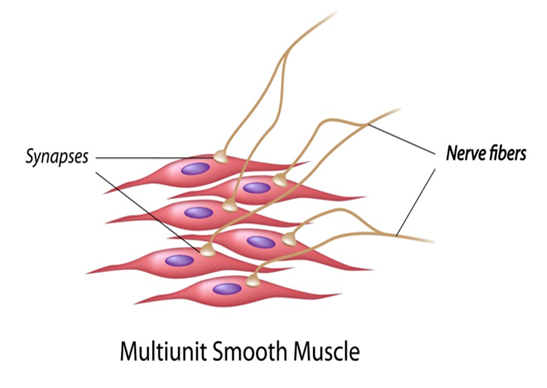 Synapses
Nerve fibers
Multiunit Smooth Muscle